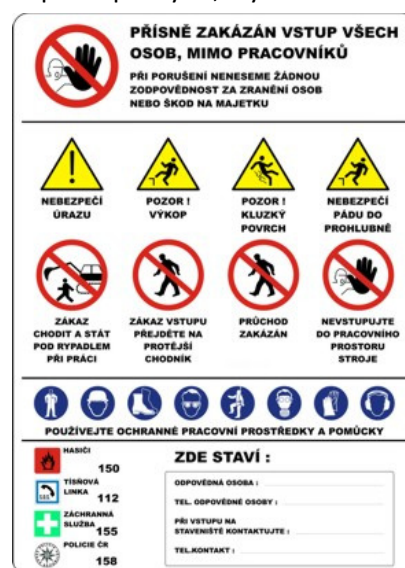 PŘÍSNĚ ZAKÁZÁN VSTUP VŠECH
OSOB, MIMO PRACOVNÍKŮ
PŘI PORUŠENÍ NENESEME ŽÁDNOU
ZODPOVĚDNOST ZA ZRANĚNÍ OSOB
NEBO ŠKOD NA MAJETKU
NEBEZPEČÍ
ÚRAZU
POZOR !
VÝKOP
POZOR !
KLUZKÝ
POVRCH
NEBEZPEČÍ
PÁDU DO
PROHLUBNĚ
ZÁKAZ
CHODIT A STÁT
POD RYPADLEM
PŘI PRÁCI
ZÁKAZ VSTUPU
PŘEJDĚTE NA
PROTĚJŠÍ
CHODNÍK
PRŮCHOD
ZAKÁZÁN
NEVSTUPUJTE
DO PRACOVNÍHO
PROSTORU
STROJE
POUŽÍVEJTE OCHRANNÉ PRACOVNÍ PROSTŘEDKY A POMŮCKY
HASIČI
150
TÍSŇOVÁ
LINKA
112
SOS
ZÁCHRANNÁ
SLUŽBA
155
POLICIE ČR
158
ZDE STAVÍ :
ODPOVĚDNÁ OSOBA :
TEL. ODPOVĚDNÉ OSOBY :
PŘI VSTUPU NA
STAVENIŠTĚ KONTAKTUJTE :
TEL.KONTAKT :